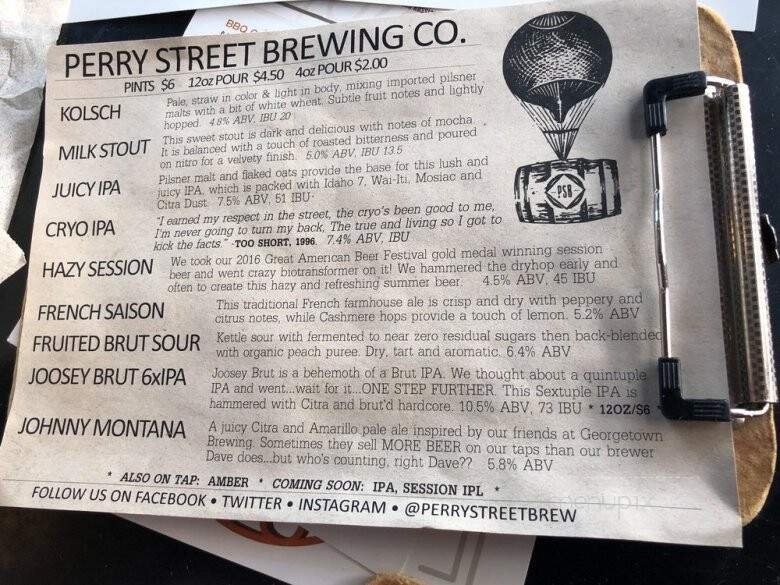 BBQ
PERRY STREET BREWING CO.
PINTS $6 12oz POUR $4.50 4oz POUR $2.00
KOLSCH
Pale, straw in color & light in body, mixing imported pilsner
malts with a bit of white wheat. Subtle fruit notes and lightly
hopped. 4.8% ABV, IBU 20
MILK STOUT
This sweet stout is dark and delicious with notes of mocha.
It is balanced with a touch of roasted bitterness and poured
on nitro for a velvety finish. 5.0% ABV, IBU 13.5
JUICY IPA
Pilsner malt and flaked oats provide the base for this lush and
juicy IPA, which is packed with Idaho 7, Wai-Iti, Mosiac and
Citra Dust. 7.5% ABV, 51 IBU
CRYO IPA
"I earned my respect in the street, the cryo's been good to me,
I'm never going to turn my back, The true and living so I got to
kick the facts." -TOO SHORT, 1996. 7.4% ABV, IBU
HAZY SESSION
We took our 2016 Great American Beer Festival gold medal winning session
beer and went crazy biotransformer on it! We hammered the dryhop early and
often to create this hazy and refreshing summer beer. 4.5% ABV, 45 IBU
FRENCH SAISON
This traditional French farmhouse ale is crisp and dry with peppery and
citrus notes, while Cashmere hops provide a touch of lemon. 5.2% ABV
FRUITED BRUT SOUR
Kettle sour with fermented to near zero residual sugars then back-blended
with organic peach puree. Dry, tart and aromatic. 6.4% ABV
JOOSEY BRUT 6xIPA
Joosey Brut is a behemoth of a Brut IPA. We thought about a quintuple
IPA and went...wait for it...ONE STEP FURTHER. This Sextuple IPA is
hammered with Citra and brut'd hardcore. 10.5% ABV, 73 IBU * 12OZ/$6
JOHNNY MONTANA
A juicy Citra and Amarillo pale ale inspired by our friends at Georgetown
Brewing. Sometimes they sell MORE BEER on our taps than our brewer
Dave does...but who's counting, right Dave?? 5.8% ABV
* ALSO ON TAP: AMBER * COMING SOON: IPA, SESSION IPL *
FOLLOW US ON FACEBOOK • TWITTER • INSTAGRAM • @PERRYSTREETBREW
PSB